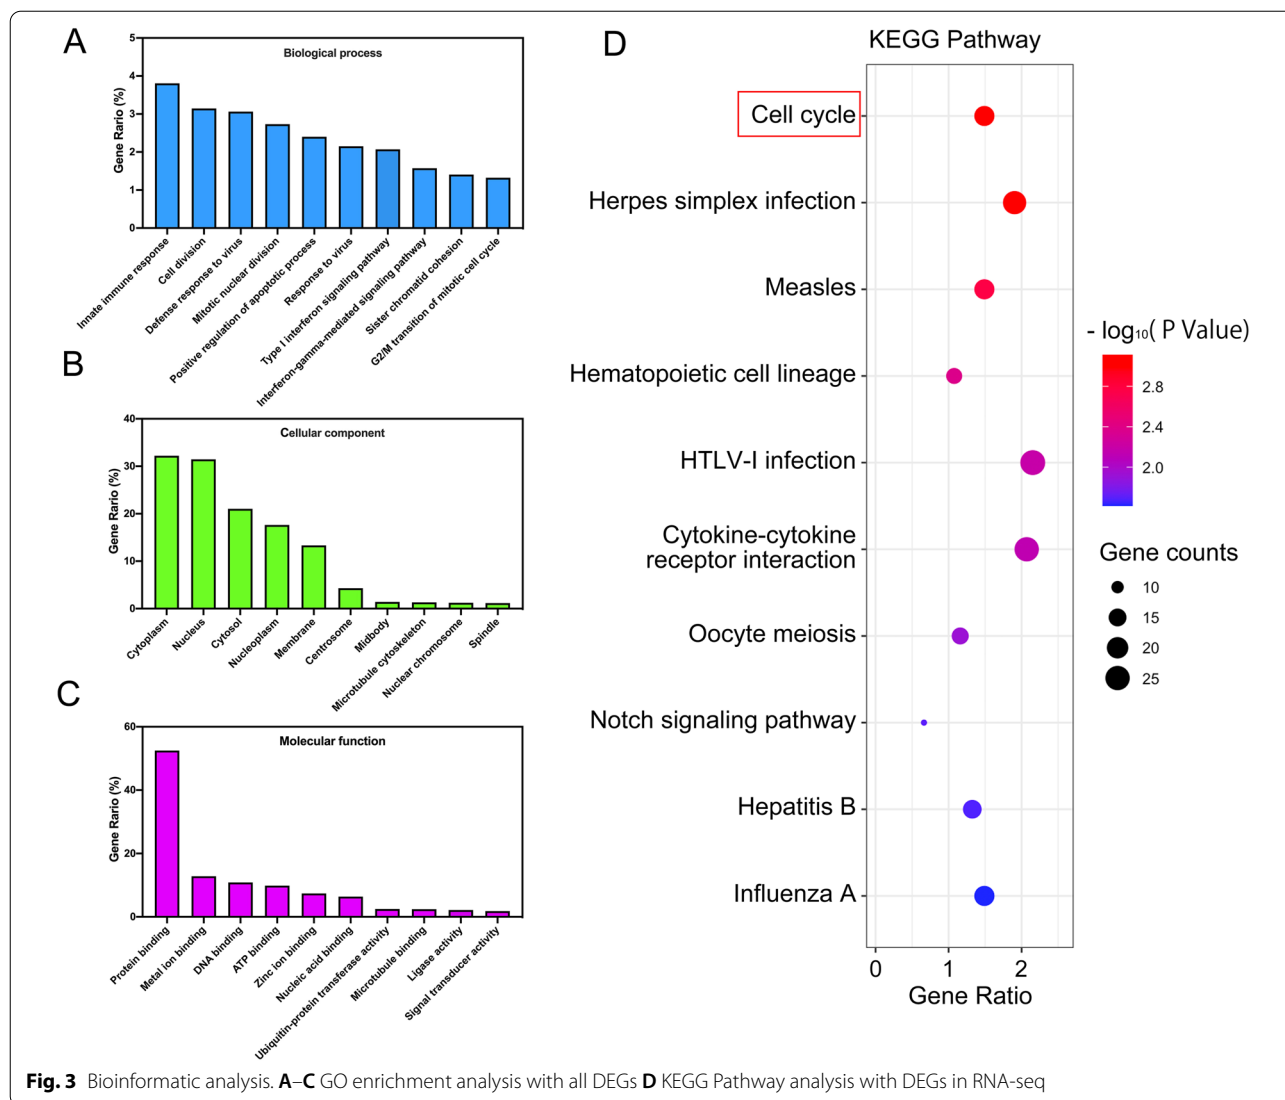 A
Biological process
Gene Rario (%)
5
4
3
2
1
0
Innate immune response
Cell division
Defense response to virus
Mitotic nuclear division
Positive regulation of apoptotic process
Response to virus
Type I interferon signaling pathway
Interferon-gamma-mediated signaling pathway
Sister chromatid cohesion
G2/M transition of mitotic cell cycle
B
Cellular component
Gene Rario (%)
40
30
20
10
0
Cytoplasm
Nucleus
Cytosol
Nucleoplasm
Membrane
Centrosome
Midbody
Microtubule cytoskeleton
Nuclear chromosome
Spindle
C
Molecular function
Gene Rario (%)
60
40
20
0
Protein binding
Metal ion binding
DNA binding
ATP binding
Zinc ion binding
Nucleic acid binding
Ubiquitin-protein transferase activity
Microtubule binding
Ligase activity
Signal transducer activity
D
KEGG Pathway
Cell cycle
Herpes simplex infection
Measles
Hematopoietic cell lineage
HTLV-I infection
Cytokine-cytokine
receptor interaction
Oocyte meiosis
Notch signaling pathway
Hepatitis B
Influenza A
0 1 2
Gene Ratio
- log₁₀( P Value)
2.8
2.4
2.0
Gene counts
10
15
20
25
Fig. 3 Bioinformatic analysis. A–C GO enrichment analysis with all DEGs D KEGG Pathway analysis with DEGs in RNA-seq